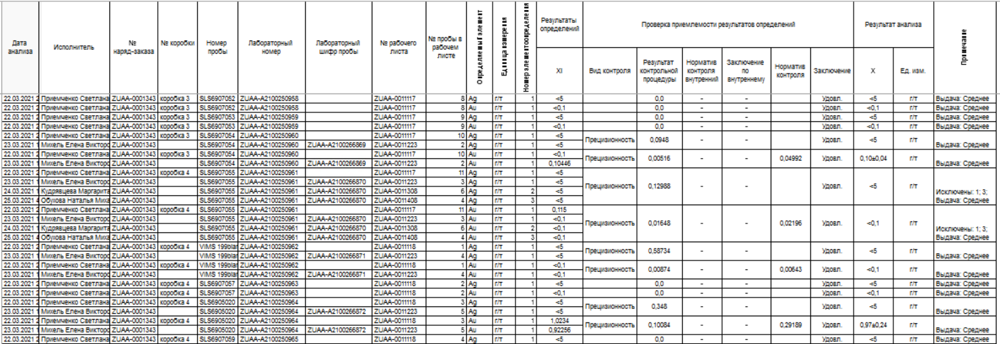 Дата анализа Исполнитель № наряд-заказа № коробки Номер пробы Лабораторный номер Лабораторный шифр пробы № рабочего листа № пробы в рабочем листе Определяемый элемент Единица измерения Номер элементоопределения Результаты определений Проверка приемлемости результатов определений Результат анализа Примечание
XI Вид контроля Результат контрольной процедуры Норматив контроля внутренний Заключение по внутреннему Норматив контроля Заключение X Ед. изм.
22.03.2021 2 Приемченко Светлана ZUAA-0001343 коробка 3 SLS6907052 ZUAA-A2100250958 ZUAA-0011117 8 Ag г/т 1 <5 0,0 - - Удовл. <5 г/т Выдача: Среднее
22.03.2021 2 Приемченко Светлана ZUAA-0001343 коробка 3 SLS6907052 ZUAA-A2100250958 ZUAA-0011117 8 Au г/т 1 <0,1 0,0 - - Удовл. <0,1 г/т Выдача: Среднее
22.03.2021 2 Приемченко Светлана ZUAA-0001343 коробка 3 SLS6907053 ZUAA-A2100250959 ZUAA-0011117 9 Ag г/т 1 <5 0,0 - - Удовл. <5 г/т Выдача: Среднее
22.03.2021 2 Приемченко Светлана ZUAA-0001343 коробка 3 SLS6907053 ZUAA-A2100250959 ZUAA-0011117 9 Au г/т 1 <0,1 0,0 - - Удовл. <0,1 г/т Выдача: Среднее
22.03.2021 2 Приемченко Светлана ZUAA-0001343 коробка 3 SLS6907054 ZUAA-A2100250960 ZUAA-0011117 10 Ag г/т 1 <5 Прецизионность 0,0948 - - Удовл. <5 г/т
23.03.2021 1 Михель Елена Викторо ZUAA-0001343 SLS6907054 ZUAA-A2100250960 ZUAA-A2100266869 ZUAA-0011223 2 Ag г/т 1 <5 Выдача: Среднее
22.03.2021 2 Приемченко Светлана ZUAA-0001343 коробка 3 SLS6907054 ZUAA-A2100250960 ZUAA-0011117 10 Au г/т 1 <0,1 Прецизионность 0,00516 - - 0,04992 Удовл. 0,10±0,04 г/т
23.03.2021 1 Михель Елена Викторо ZUAA-0001343 SLS6907054 ZUAA-A2100250960 ZUAA-A2100266869 ZUAA-0011223 2 Au г/т 1 0,10446 Выдача: Среднее
22.03.2021 2 Приемченко Светлана ZUAA-0001343 коробка 4 SLS6907055 ZUAA-A2100250961 ZUAA-0011117 11 Ag г/т 1 <5 Прецизионность 0,12988 - - Удовл. <5 г/т
23.03.2021 1 Михель Елена Викторо ZUAA-0001343 SLS6907055 ZUAA-A2100250961 ZUAA-A2100266870 ZUAA-0011223 3 Ag г/т 1 <5
24.03.2021 1 Кудрявцева Маргарита ZUAA-0001343 SLS6907055 ZUAA-A2100250961 ZUAA-A2100266870 ZUAA-0011308 6 Ag г/т 2 <5 Исключены: 1; 3;
25.03.2021 4 Обухова Наталья Миха ZUAA-0001343 SLS6907055 ZUAA-A2100250961 ZUAA-A2100266870 ZUAA-0011408 4 Ag г/т 3 <5 Выдача: Среднее
22.03.2021 2 Приемченко Светлана ZUAA-0001343 коробка 4 SLS6907055 ZUAA-A2100250961 ZUAA-0011117 11 Au г/т 1 0,115 Прецизионность 0,01648 - - 0,02196 Удовл. <0,1 г/т
23.03.2021 1 Михель Елена Викторо ZUAA-0001343 SLS6907055 ZUAA-A2100250961 ZUAA-A2100266870 ZUAA-0011223 3 Au г/т 1 <0,1
24.03.2021 1 Кудрявцева Маргарита ZUAA-0001343 SLS6907055 ZUAA-A2100250961 ZUAA-A2100266870 ZUAA-0011308 6 Au г/т 2 <0,1 Исключены: 1; 3;
25.03.2021 4 Обухова Наталья Миха ZUAA-0001343 SLS6907055 ZUAA-A2100250961 ZUAA-A2100266870 ZUAA-0011408 4 Au г/т 3 <0,1 Выдача: Среднее
22.03.2021 2 Приемченко Светлана ZUAA-0001343 коробка 4 VIMS 199blan ZUAA-A2100250962 ZUAA-0011118 1 Ag г/т 1 <5 Прецизионность 0,58734 - - Удовл. <5 г/т
23.03.2021 1 Михель Елена Викторо ZUAA-0001343 VIMS 199blan ZUAA-A2100250962 ZUAA-A2100266871 ZUAA-0011223 4 Ag г/т 1 <5 Выдача: Среднее
22.03.2021 2 Приемченко Светлана ZUAA-0001343 коробка 4 VIMS 199blan ZUAA-A2100250962 ZUAA-0011118 1 Au г/т 1 <0,1 Прецизионность 0,00874 - - 0,00643 Удовл. <0,1 г/т
23.03.2021 1 Михель Елена Викторо ZUAA-0001343 VIMS 199blan ZUAA-A2100250962 ZUAA-A2100266871 ZUAA-0011223 4 Au г/т 1 <0,1 Выдача: Среднее
22.03.2021 2 Приемченко Светлана ZUAA-0001343 коробка 4 SLS6907057 ZUAA-A2100250963 ZUAA-0011118 2 Ag г/т 1 <5 0,0 - - Удовл. <5 г/т Выдача: Среднее
22.03.2021 2 Приемченко Светлана ZUAA-0001343 коробка 4 SLS6907057 ZUAA-A2100250963 ZUAA-0011118 2 Au г/т 1 <0,1 0,0 - - Удовл. <0,1 г/т Выдача: Среднее
22.03.2021 2 Приемченко Светлана ZUAA-0001343 коробка 4 SLS6905020 ZUAA-A2100250964 ZUAA-0011118 3 Ag г/т 1 <5 Прецизионность 0,348 - - Удовл. <5 г/т
23.03.2021 1 Михель Елена Викторо ZUAA-0001343 SLS6905020 ZUAA-A2100250964 ZUAA-A2100266872 ZUAA-0011223 5 Ag г/т 1 <5 Выдача: Среднее
22.03.2021 2 Приемченко Светлана ZUAA-0001343 коробка 4 SLS6905020 ZUAA-A2100250964 ZUAA-0011118 3 Au г/т 1 1,0234 Прецизионность 0,10084 - - 0,29189 Удовл. 0,97±0,24 г/т
23.03.2021 1 Михель Елена Викторо ZUAA-0001343 SLS6905020 ZUAA-A2100250964 ZUAA-A2100266872 ZUAA-0011223 5 Au г/т 1 0,92256 Выдача: Среднее
22.03.2021 2 Приемченко Светлана ZUAA-0001343 коробка 4 SLS6907059 ZUAA-A2100250965 ZUAA-0011118 4 Ag г/т 1 <5 0,0 - - Удовл. <5 г/т Выдача: Среднее